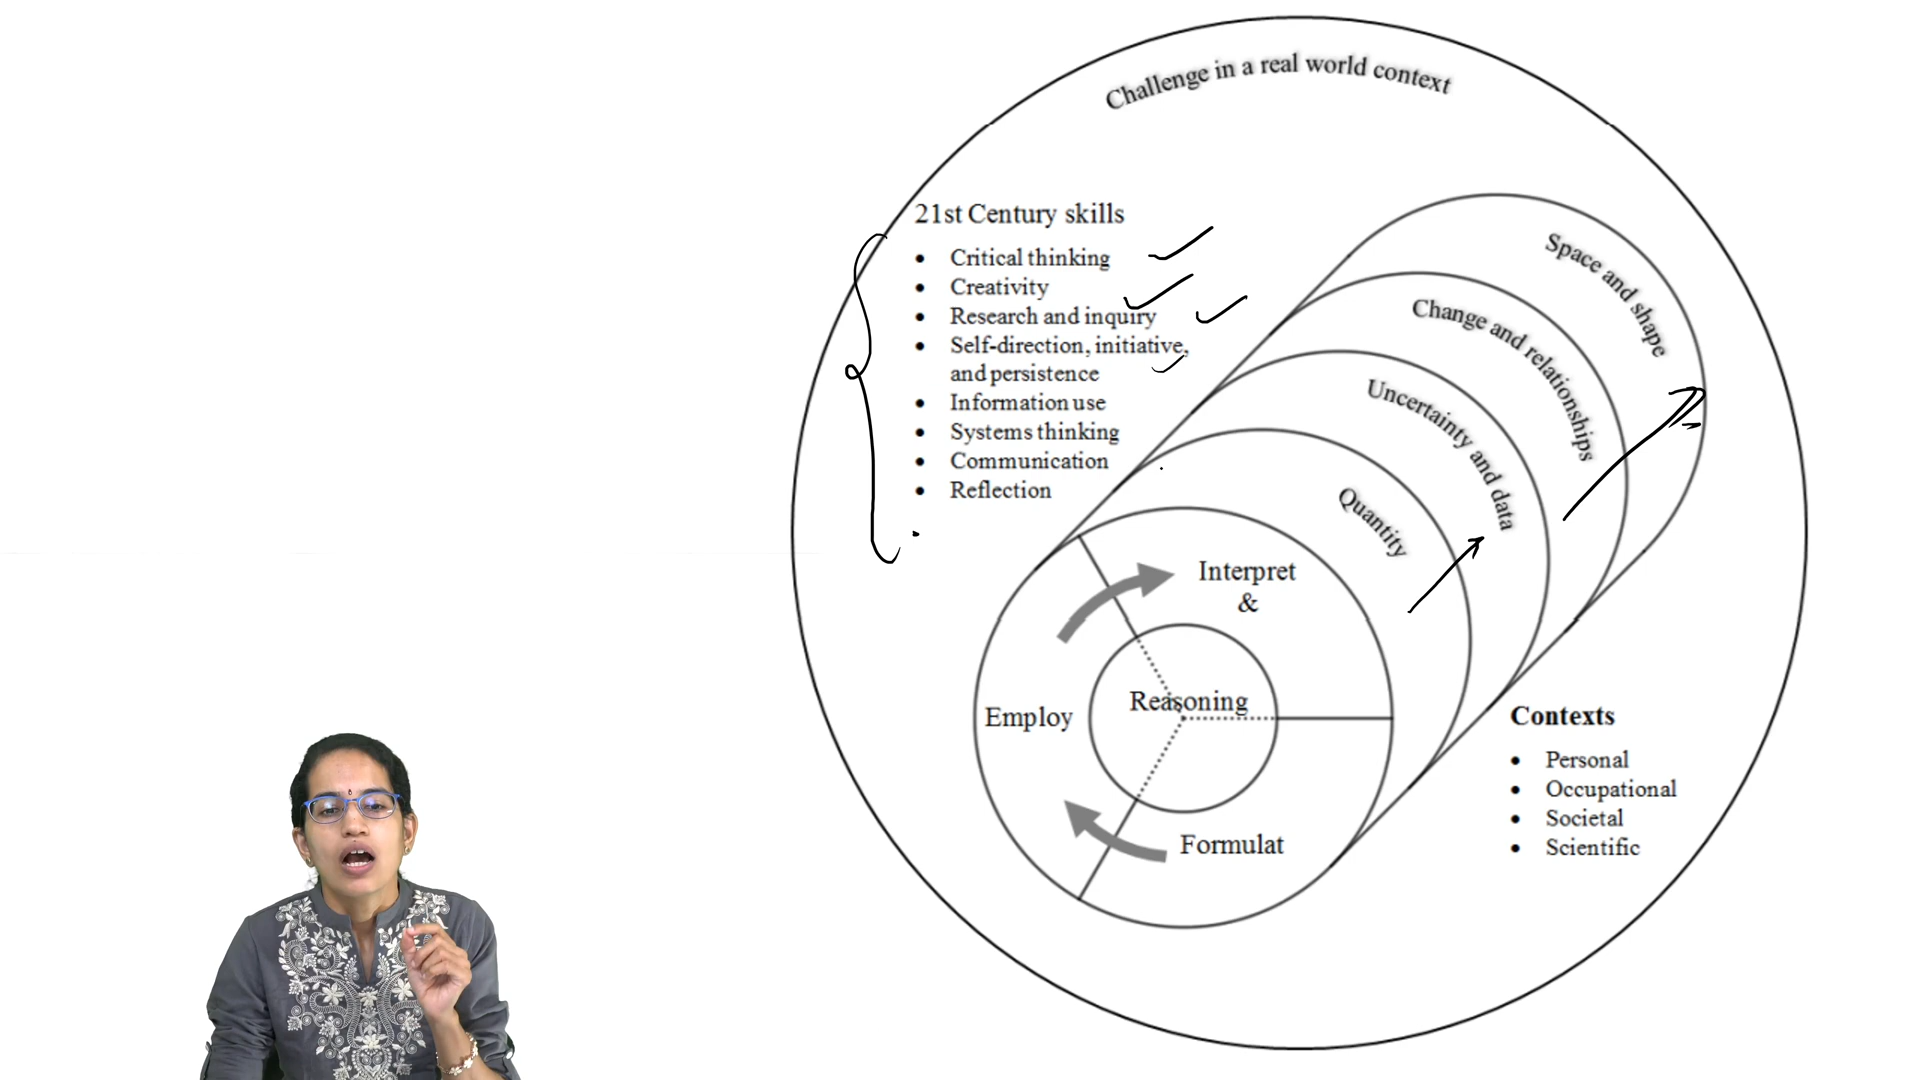 Challenge in a real world context
21st Century skills
• Critical thinking
• Creativity
• Research and inquiry
• Self-direction, initiative,
and persistence
• Information use
• Systems thinking
• Communication
• Reflection
Space and shape
Change and relationships
Uncertainty and data
Quantity
Interpret
&
Reasoning
Employ
Formulat
Contexts
• Personal
• Occupational
• Societal
• Scientific